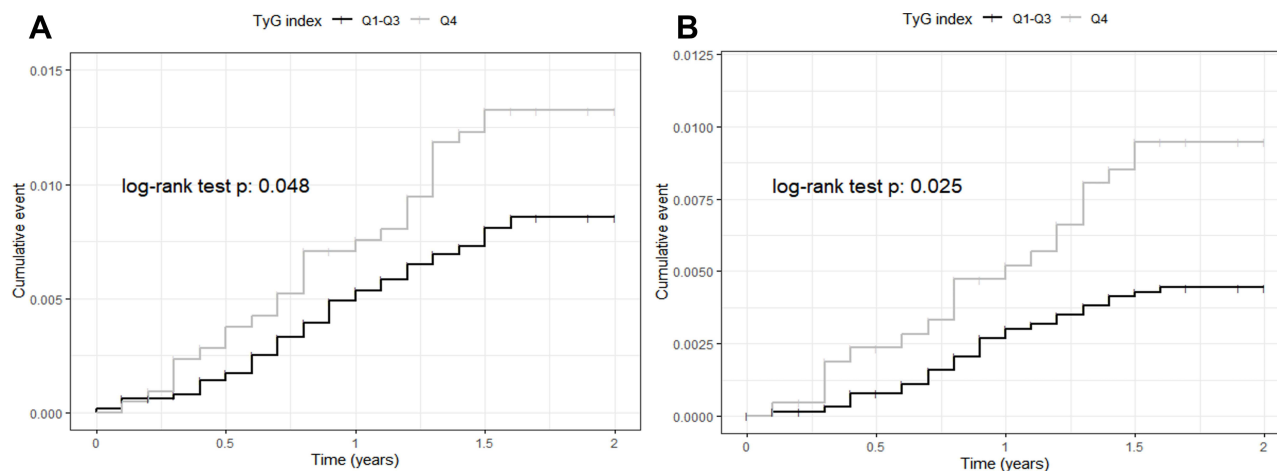 A
TyG index Q1-Q3 Q4
Cumulative event
0.015
0.010
0.005
0.000
log-rank test p: 0.048
0 0.5 1 1.5 2
Time (years)
B
TyG index Q1-Q3 Q4
Cumulative event
0.0125
0.0100
0.0075
0.0050
0.0025
0.0000
log-rank test p: 0.025
0 0.5 1 1.5 2
Time (years)